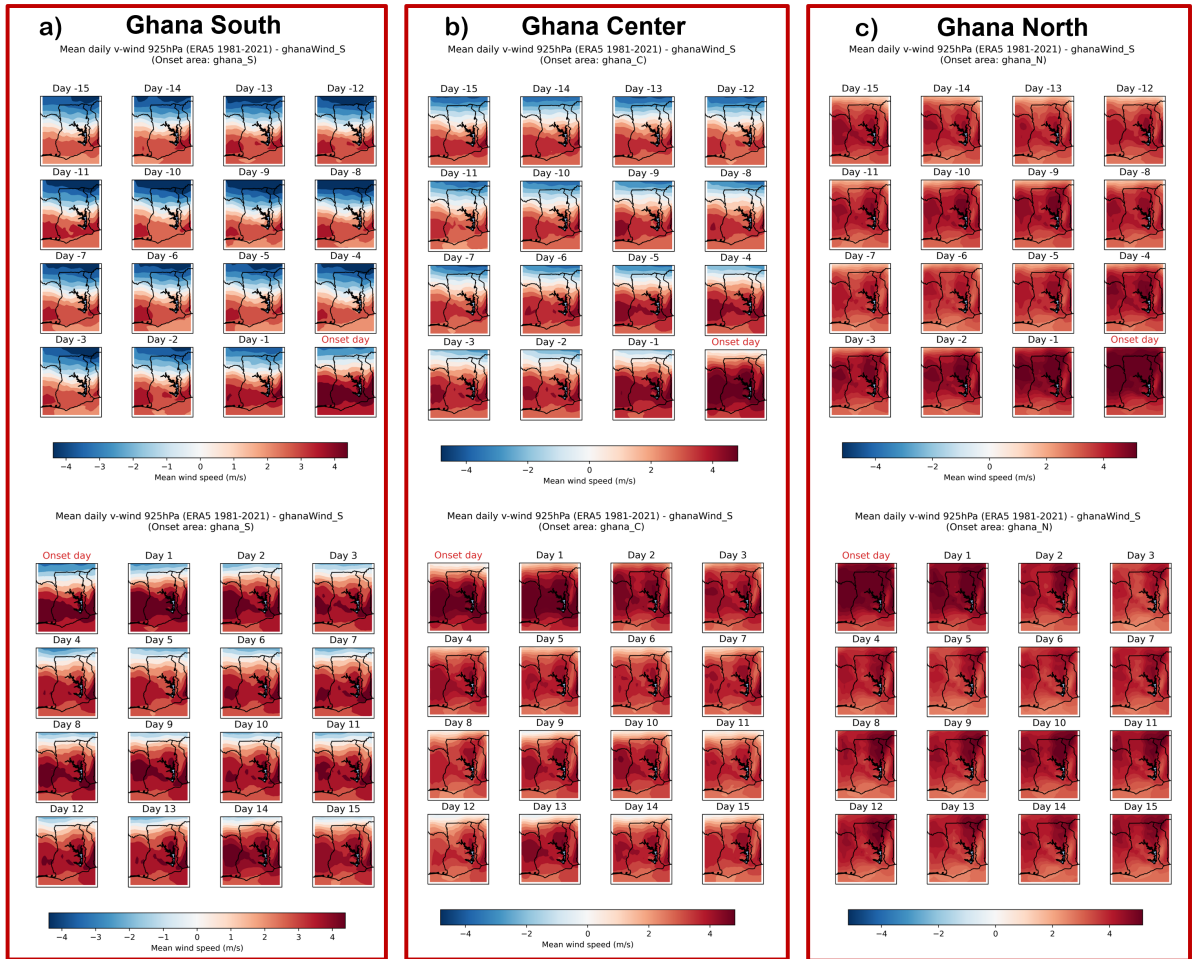 a) Ghana South
Mean daily v-wind 925hPa (ERA5 1981-2021) - ghanaWind_S
(Onset area: ghana_S)
Day -15 Day -14 Day -13 Day -12
Day -11 Day -10 Day -9 Day -8
Day -7 Day -6 Day -5 Day -4
Day -3 Day -2 Day -1 Onset day
−4 −2 0 2 4
Mean wind speed (m/s)
Mean daily v-wind 925hPa (ERA5 1981-2021) - ghanaWind_S
(Onset area: ghana_S)
Onset day Day 1 Day 2 Day 3
Day 4 Day 5 Day 6 Day 7
Day 8 Day 9 Day 10 Day 11
Day 12 Day 13 Day 14 Day 15
−4 −3 −2 −1 0 1 2 3 4
Mean wind speed (m/s)
b) Ghana Center
Mean daily v-wind 925hPa (ERA5 1981-2021) - ghanaWind_S
(Onset area: ghana_C)
Day -15 Day -14 Day -13 Day -12
Day -11 Day -10 Day -9 Day -8
Day -7 Day -6 Day -5 Day -4
Day -3 Day -2 Day -1 Onset day
−4 −2 0 2 4
Mean wind speed (m/s)
Mean daily v-wind 925hPa (ERA5 1981-2021) - ghanaWind_S
(Onset area: ghana_C)
Onset day Day 1 Day 2 Day 3
Day 4 Day 5 Day 6 Day 7
Day 8 Day 9 Day 10 Day 11
Day 12 Day 13 Day 14 Day 15
−4 −2 0 2 4
Mean wind speed (m/s)
c) Ghana North
Mean daily v-wind 925hPa (ERA5 1981-2021) - ghanaWind_S
(Onset area: ghana_N)
Day -15 Day -14 Day -13 Day -12
Day -11 Day -10 Day -9 Day -8
Day -7 Day -6 Day -5 Day -4
Day -3 Day -2 Day -1 Onset day
−4 −2 0 2 4
Mean wind speed (m/s)
Mean daily v-wind 925hPa (ERA5 1981-2021) - ghanaWind_S
(Onset area: ghana_N)
Onset day Day 1 Day 2 Day 3
Day 4 Day 5 Day 6 Day 7
Day 8 Day 9 Day 10 Day 11
Day 12 Day 13 Day 14 Day 15
−4 −2 0 2 4
Mean wind speed (m/s)